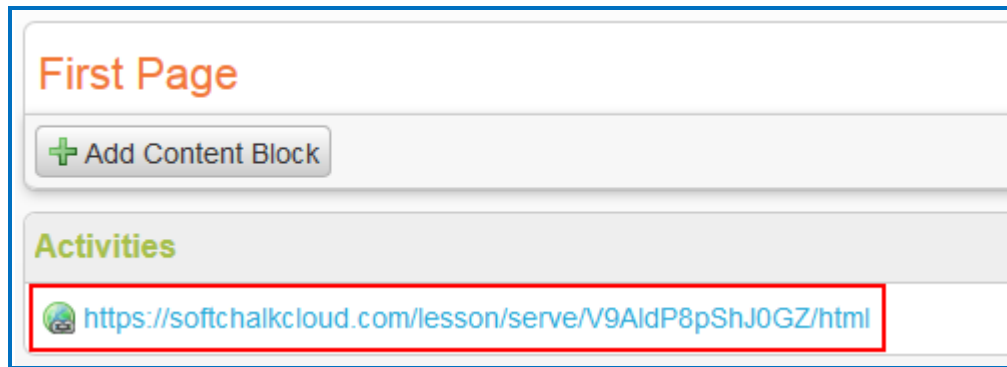 First Page
Add Content Block
Activities
https://softchalkcloud.com/lesson/serve/V9AldP8pShJ0GZ/html